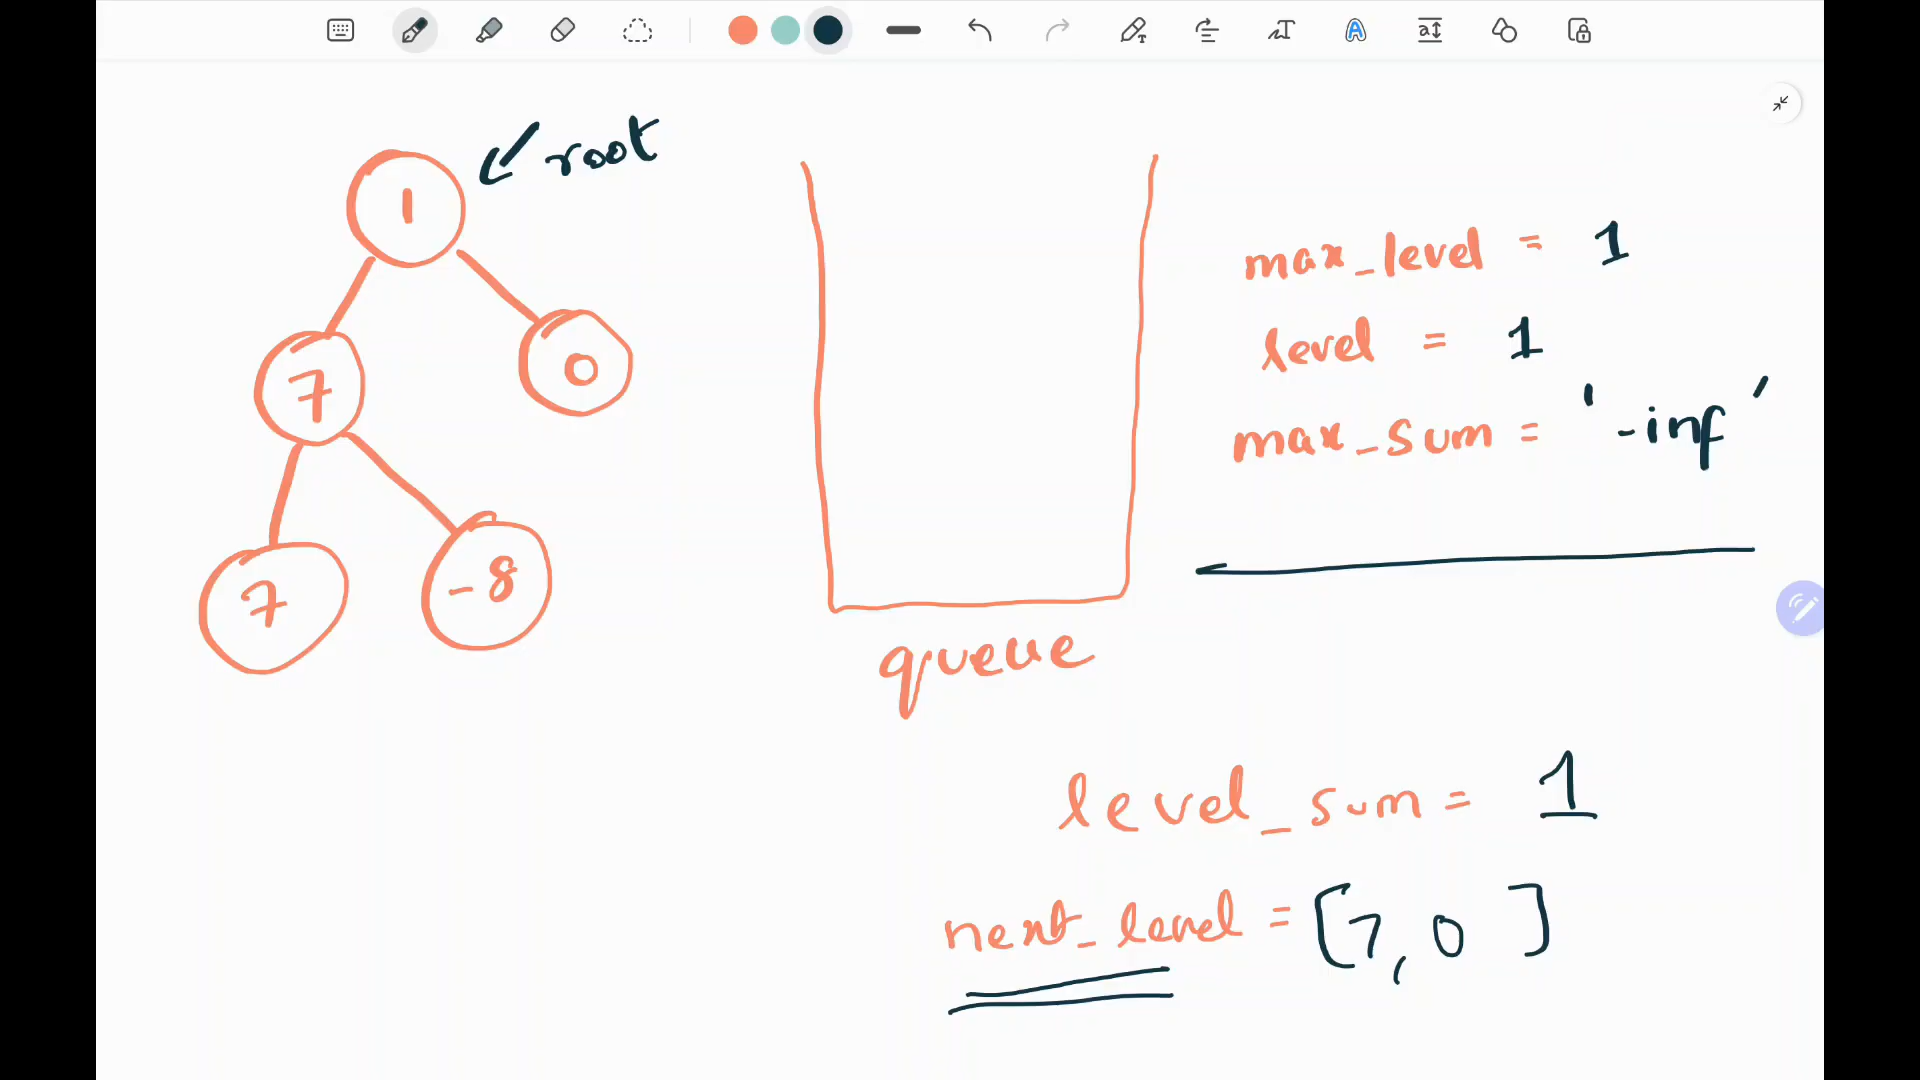 root
1
7
0
7
-8
queue
max_level = 1
level = 1
max_sum = '-inf'
level_sum = 1
next_level = [7, 0 ]